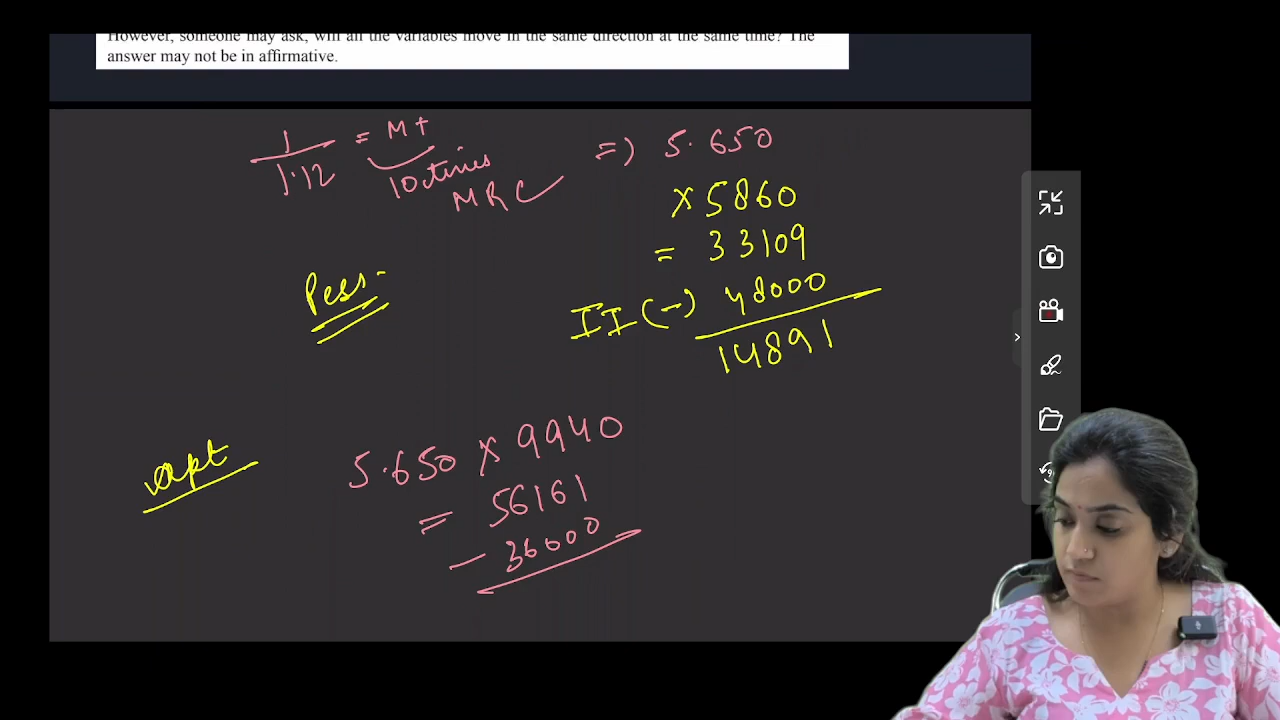 However, someone may ask, will all the variables move in the same direction at the same time? The
answer may not be in affirmative.
1/1.12 = M+
10 times
MRC
=) 5.650
× 5860
= 33109
II (-) 48000
14891
Pess.
opt
5.650 × 9940
= 56161
- 36000